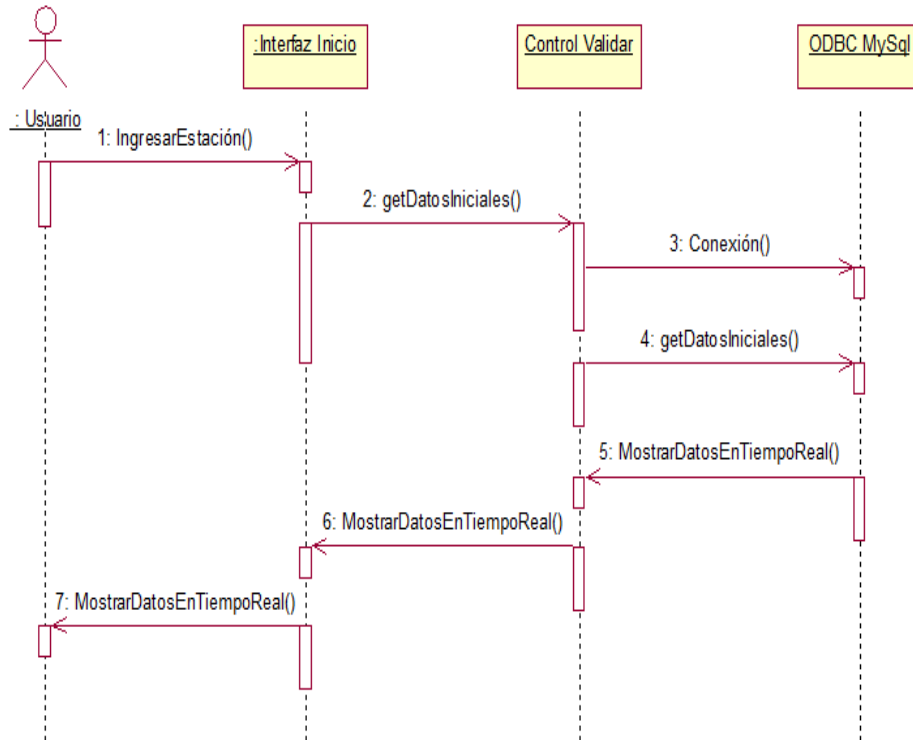 :Interfaz Inicio
Control Validar
ODBC MySql
: Usuario
1: IngresarEstación()
2: getDatosIniciales()
3: Conexión()
4: getDatosIniciales()
5: MostrarDatosEnTiempoReal()
6: MostrarDatosEnTiempoReal()
7: MostrarDatosEnTiempoReal()